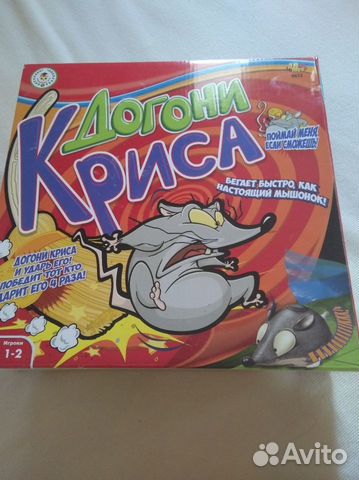 Догони
Криса
ПОЙМАЙ МЕНЯ,
ЕСЛИ СМОЖЕШЬ!
БЕГАЕТ БЫСТРО, КАК
НАСТОЯЩИЙ МЫШОНОК!
ДОГОНИ КРИСА
И УДАРЬ ЕГО!
ПОБЕДИТ ТОТ КТО
УДАРИТ ЕГО 4 РАЗА!
Игроки
1-2
Avito